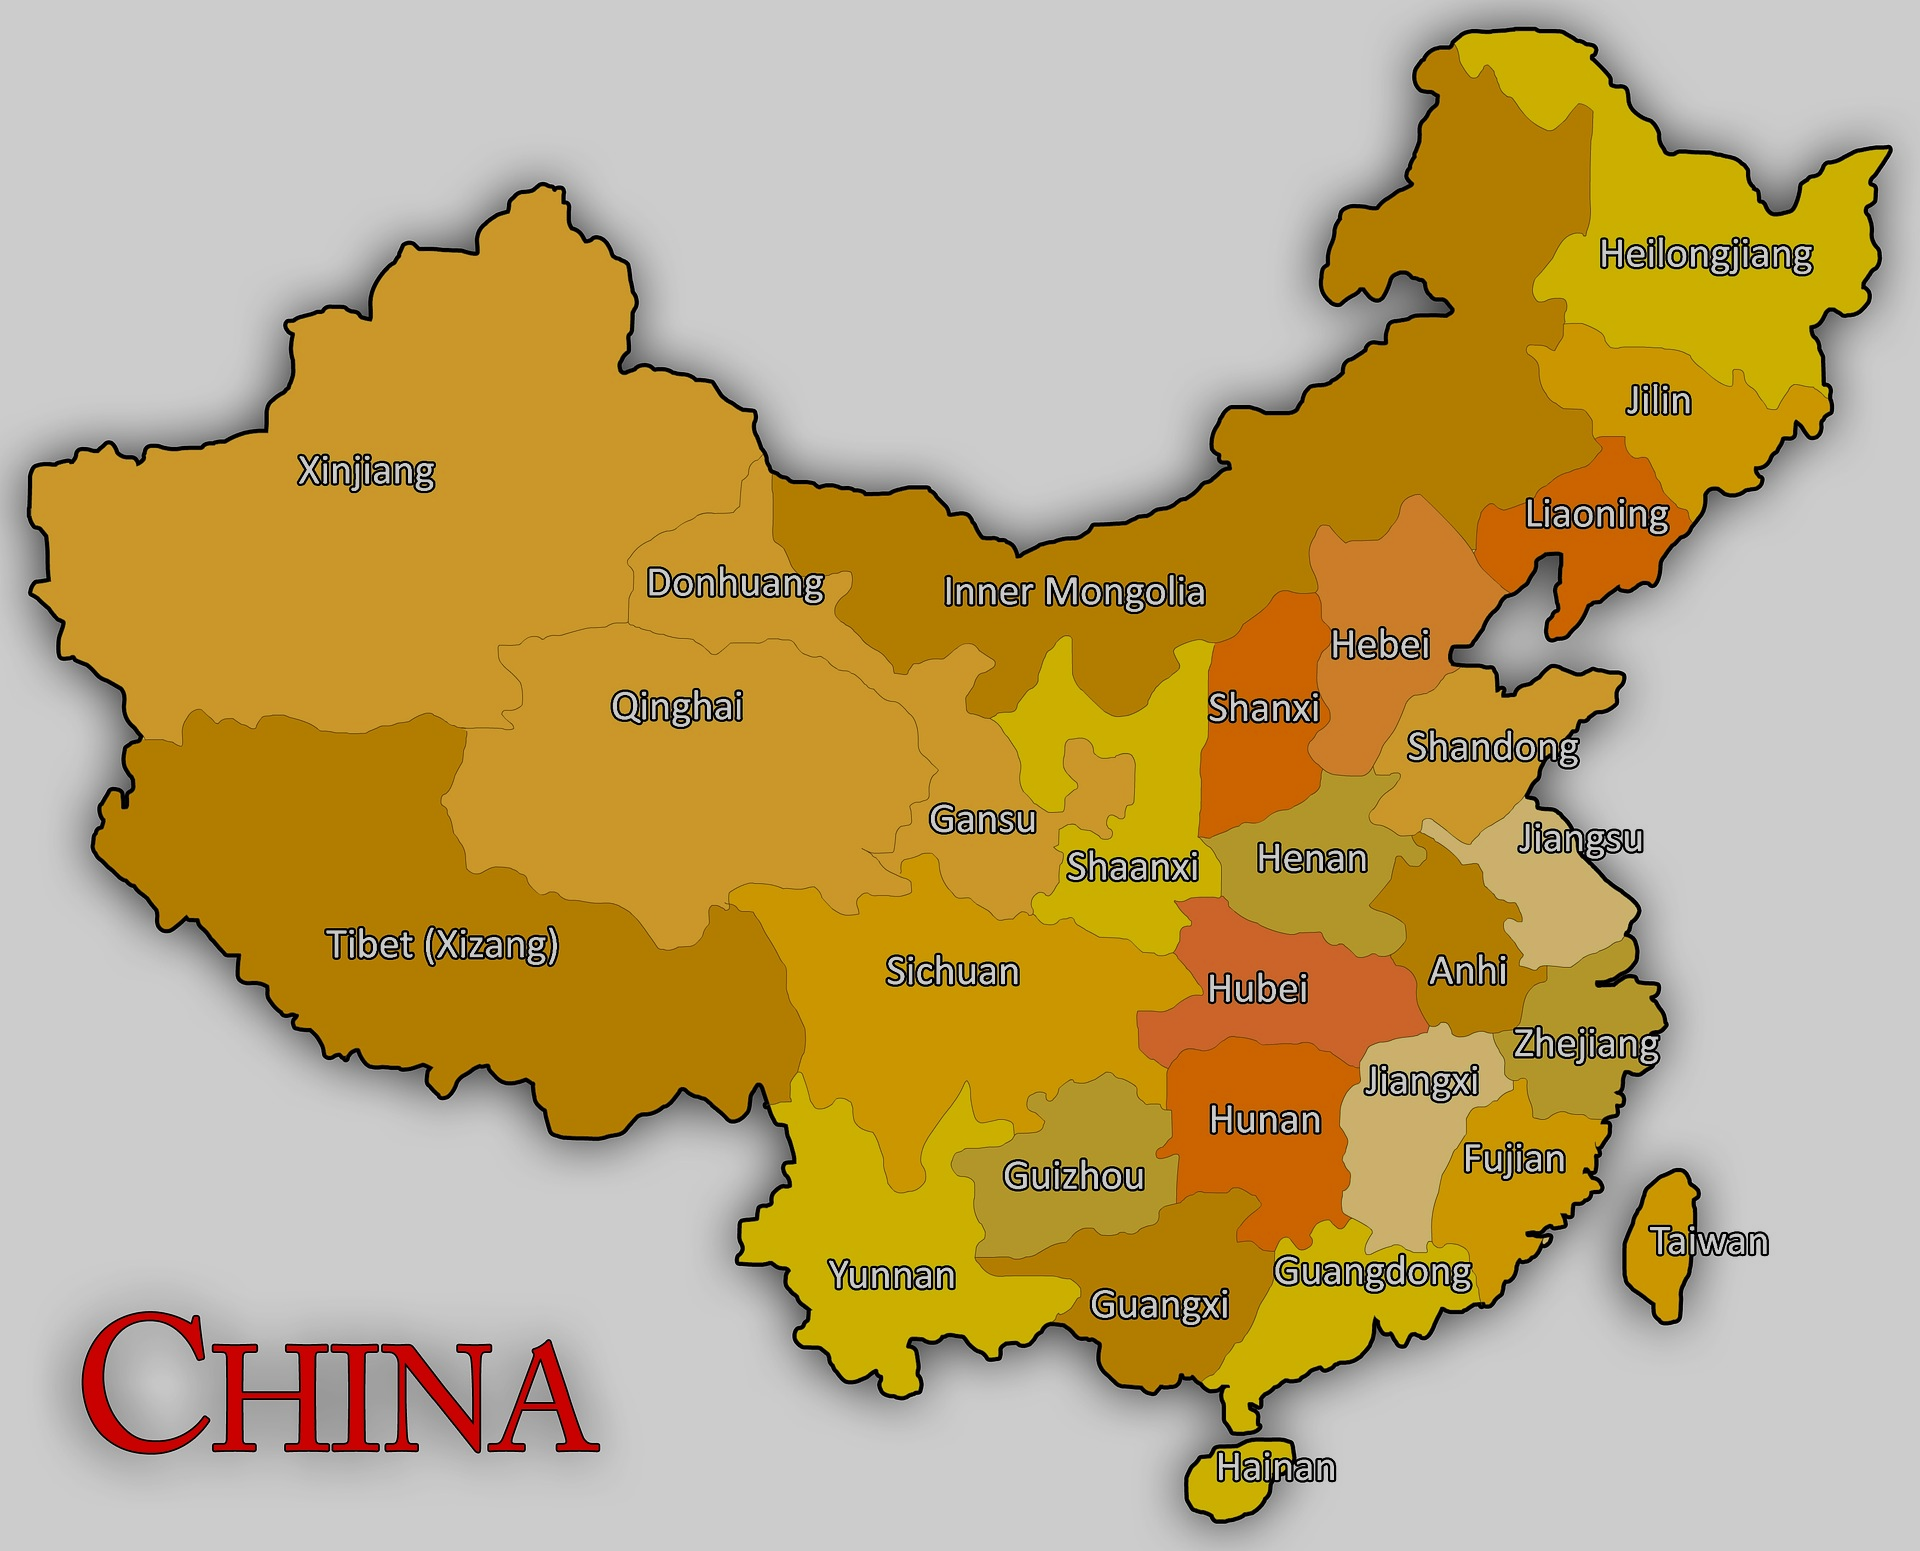 Heilongjiang
Jilin
Xinjiang
Liaoning
Donhuang
Inner Mongolia
Hebei
Qinghai
Shanxi
Shandong
Gansu
Jiangsu
Shaanxi
Henan
Tibet (Xizang)
Sichuan
Anhi
Hubei
Zhejiang
Jiangxi
Hunan
Fujian
Guizhou
Taiwan
Yunnan
Guangdong
Guangxi
CHINA
Hainan